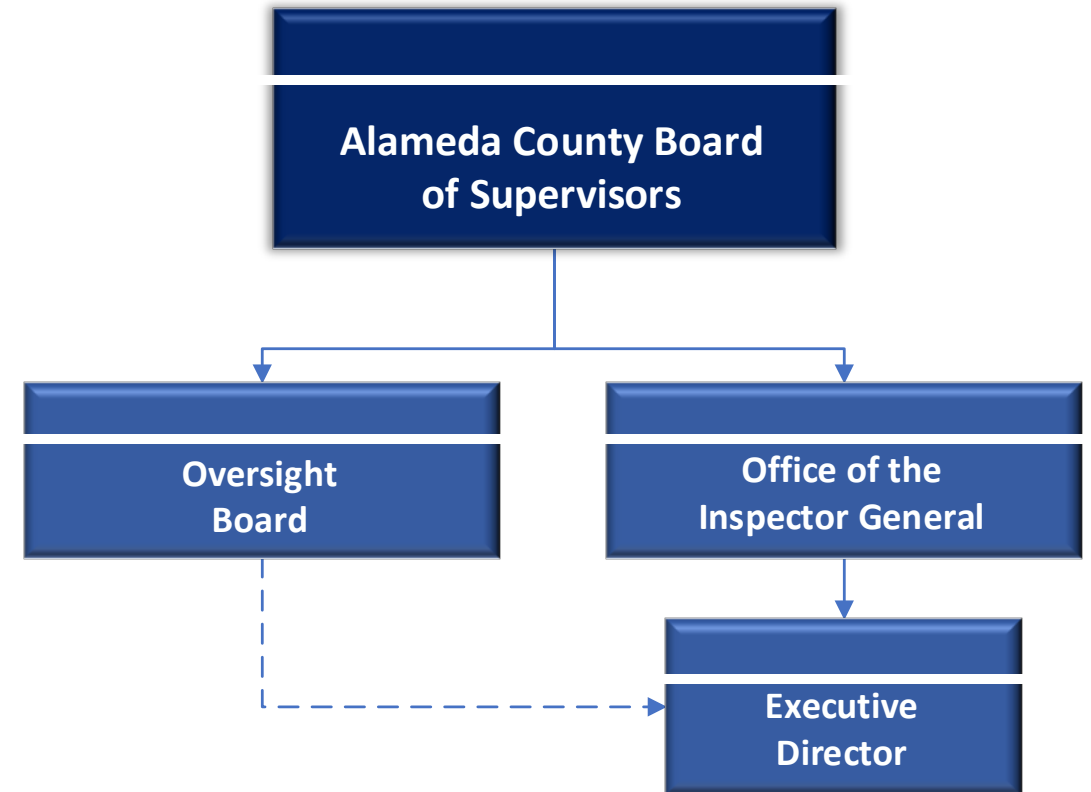 Alameda County Board
of Supervisors
Oversight
Board
Office of the
Inspector General
Executive
Director